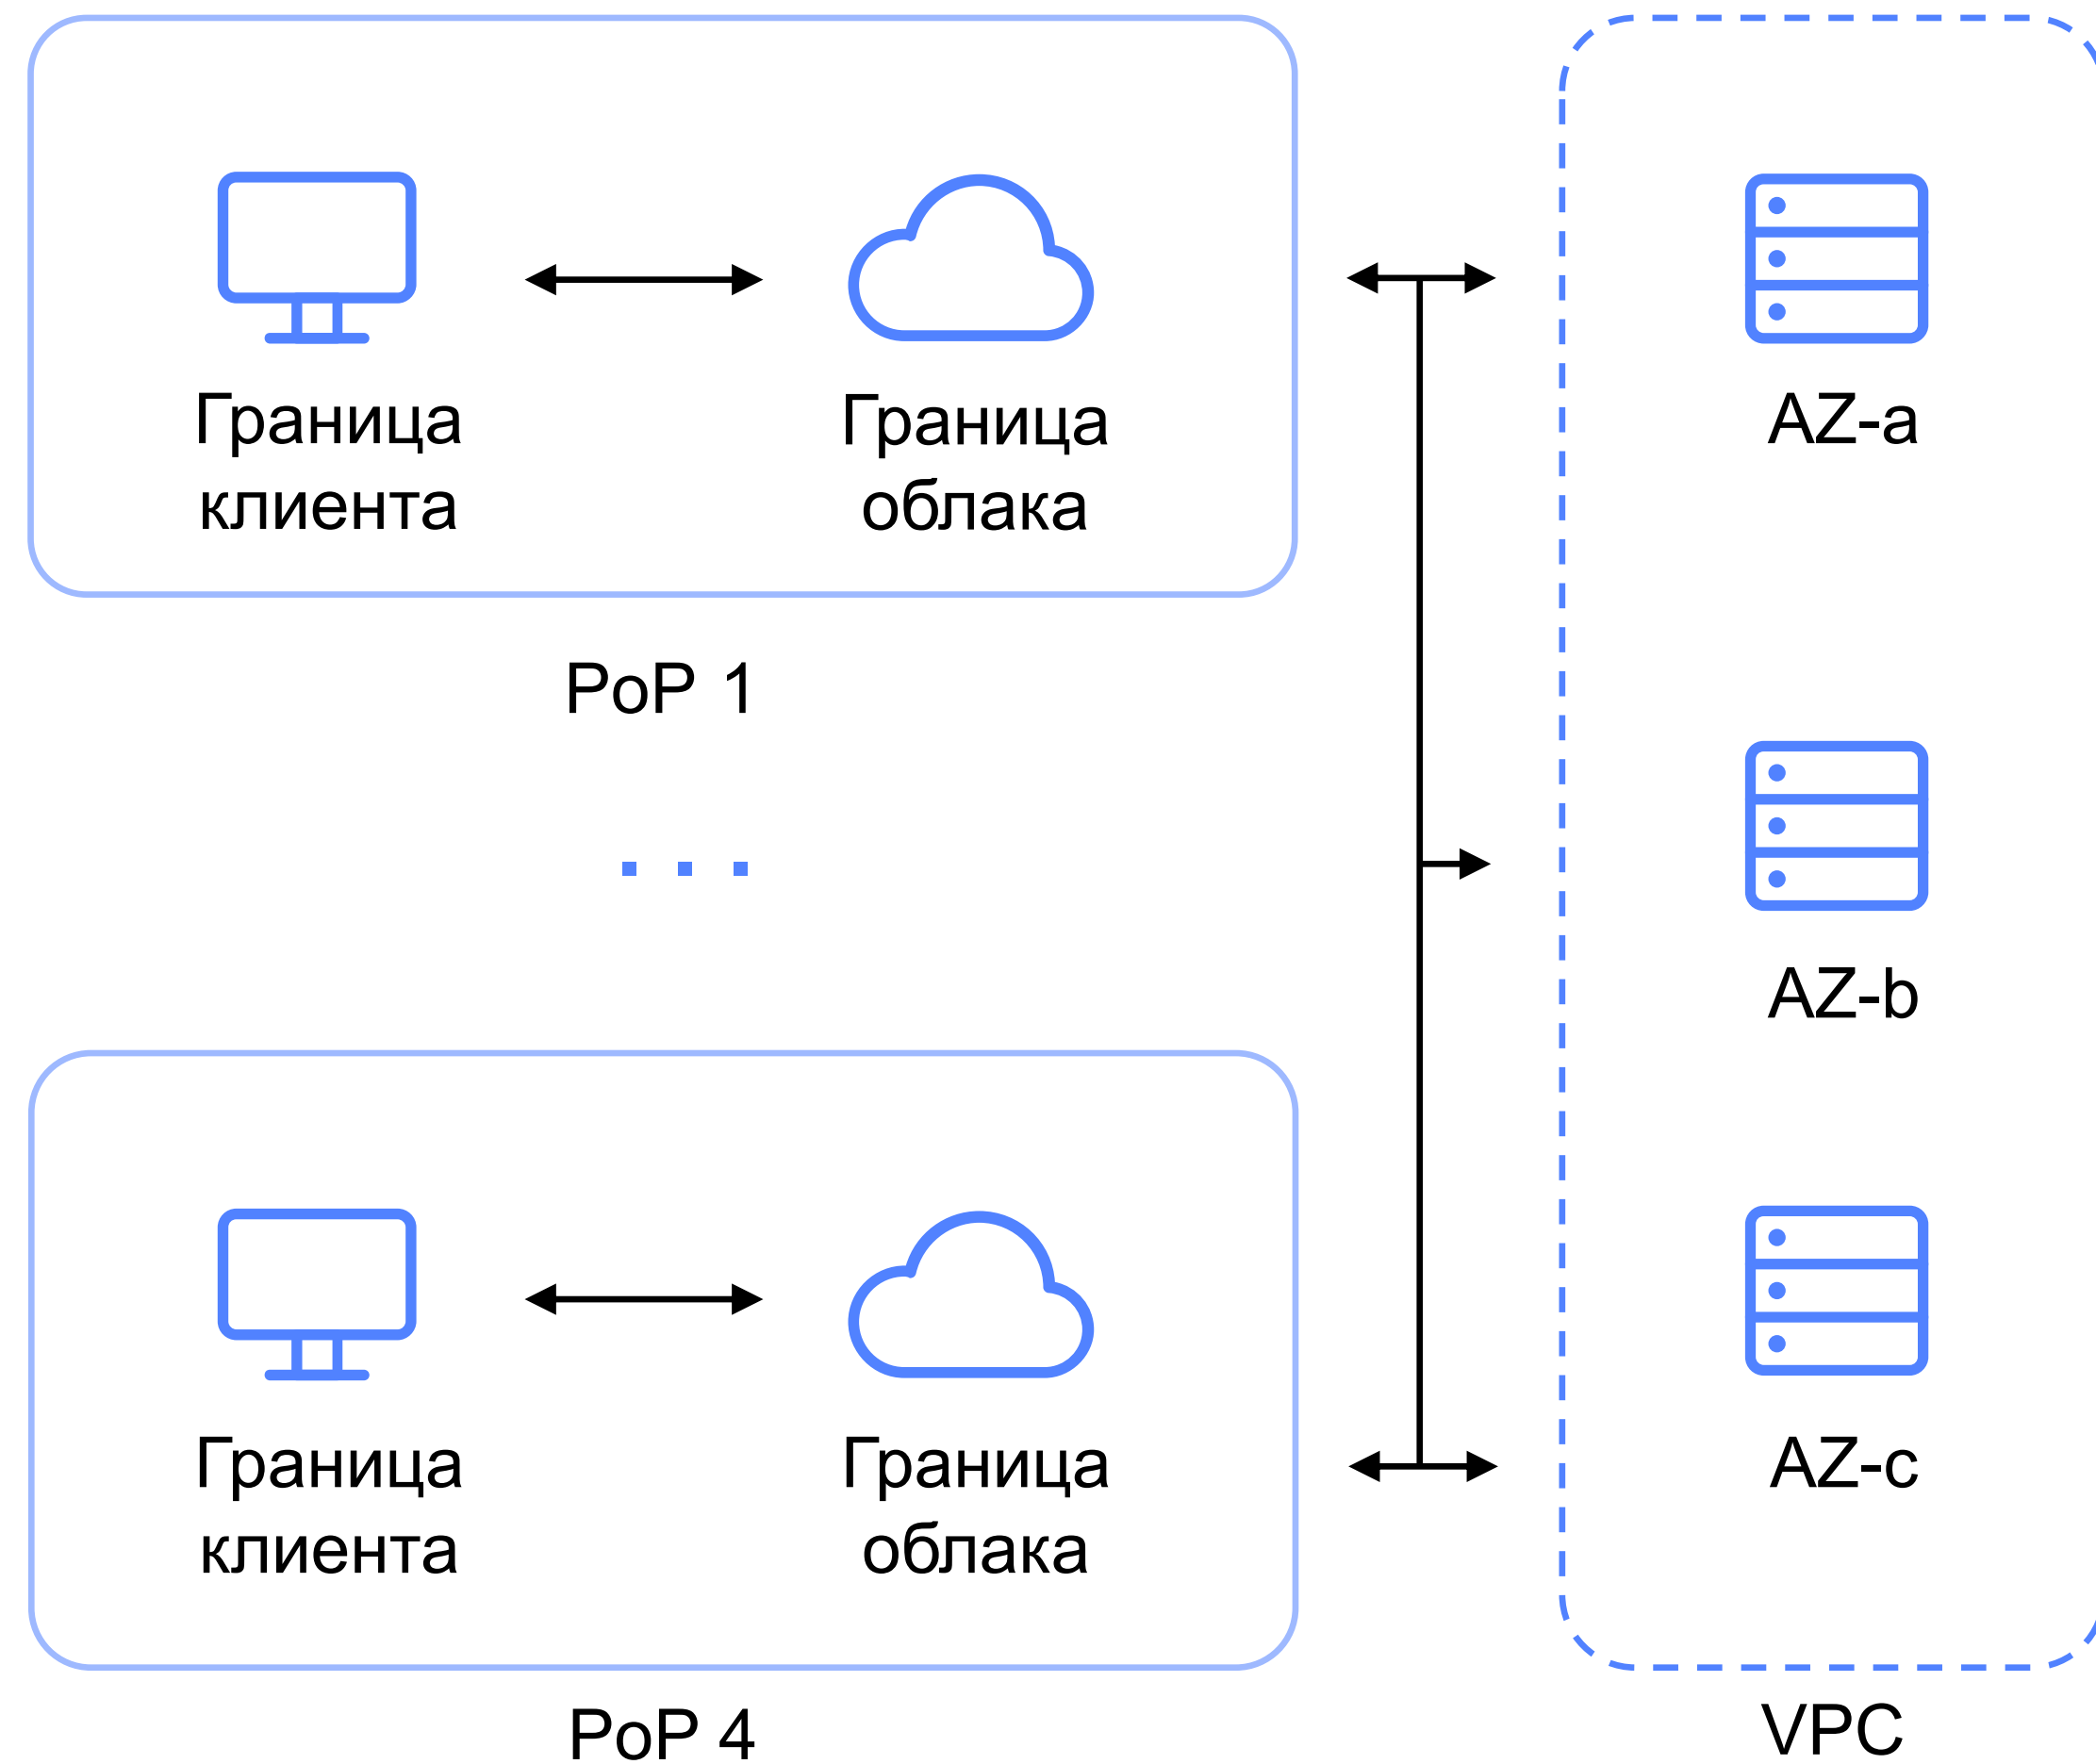 Граница
клиента
Граница
облака
AZ-a
PoP 1
AZ-b
Граница
клиента
Граница
облака
AZ-c
PoP 4
VPC